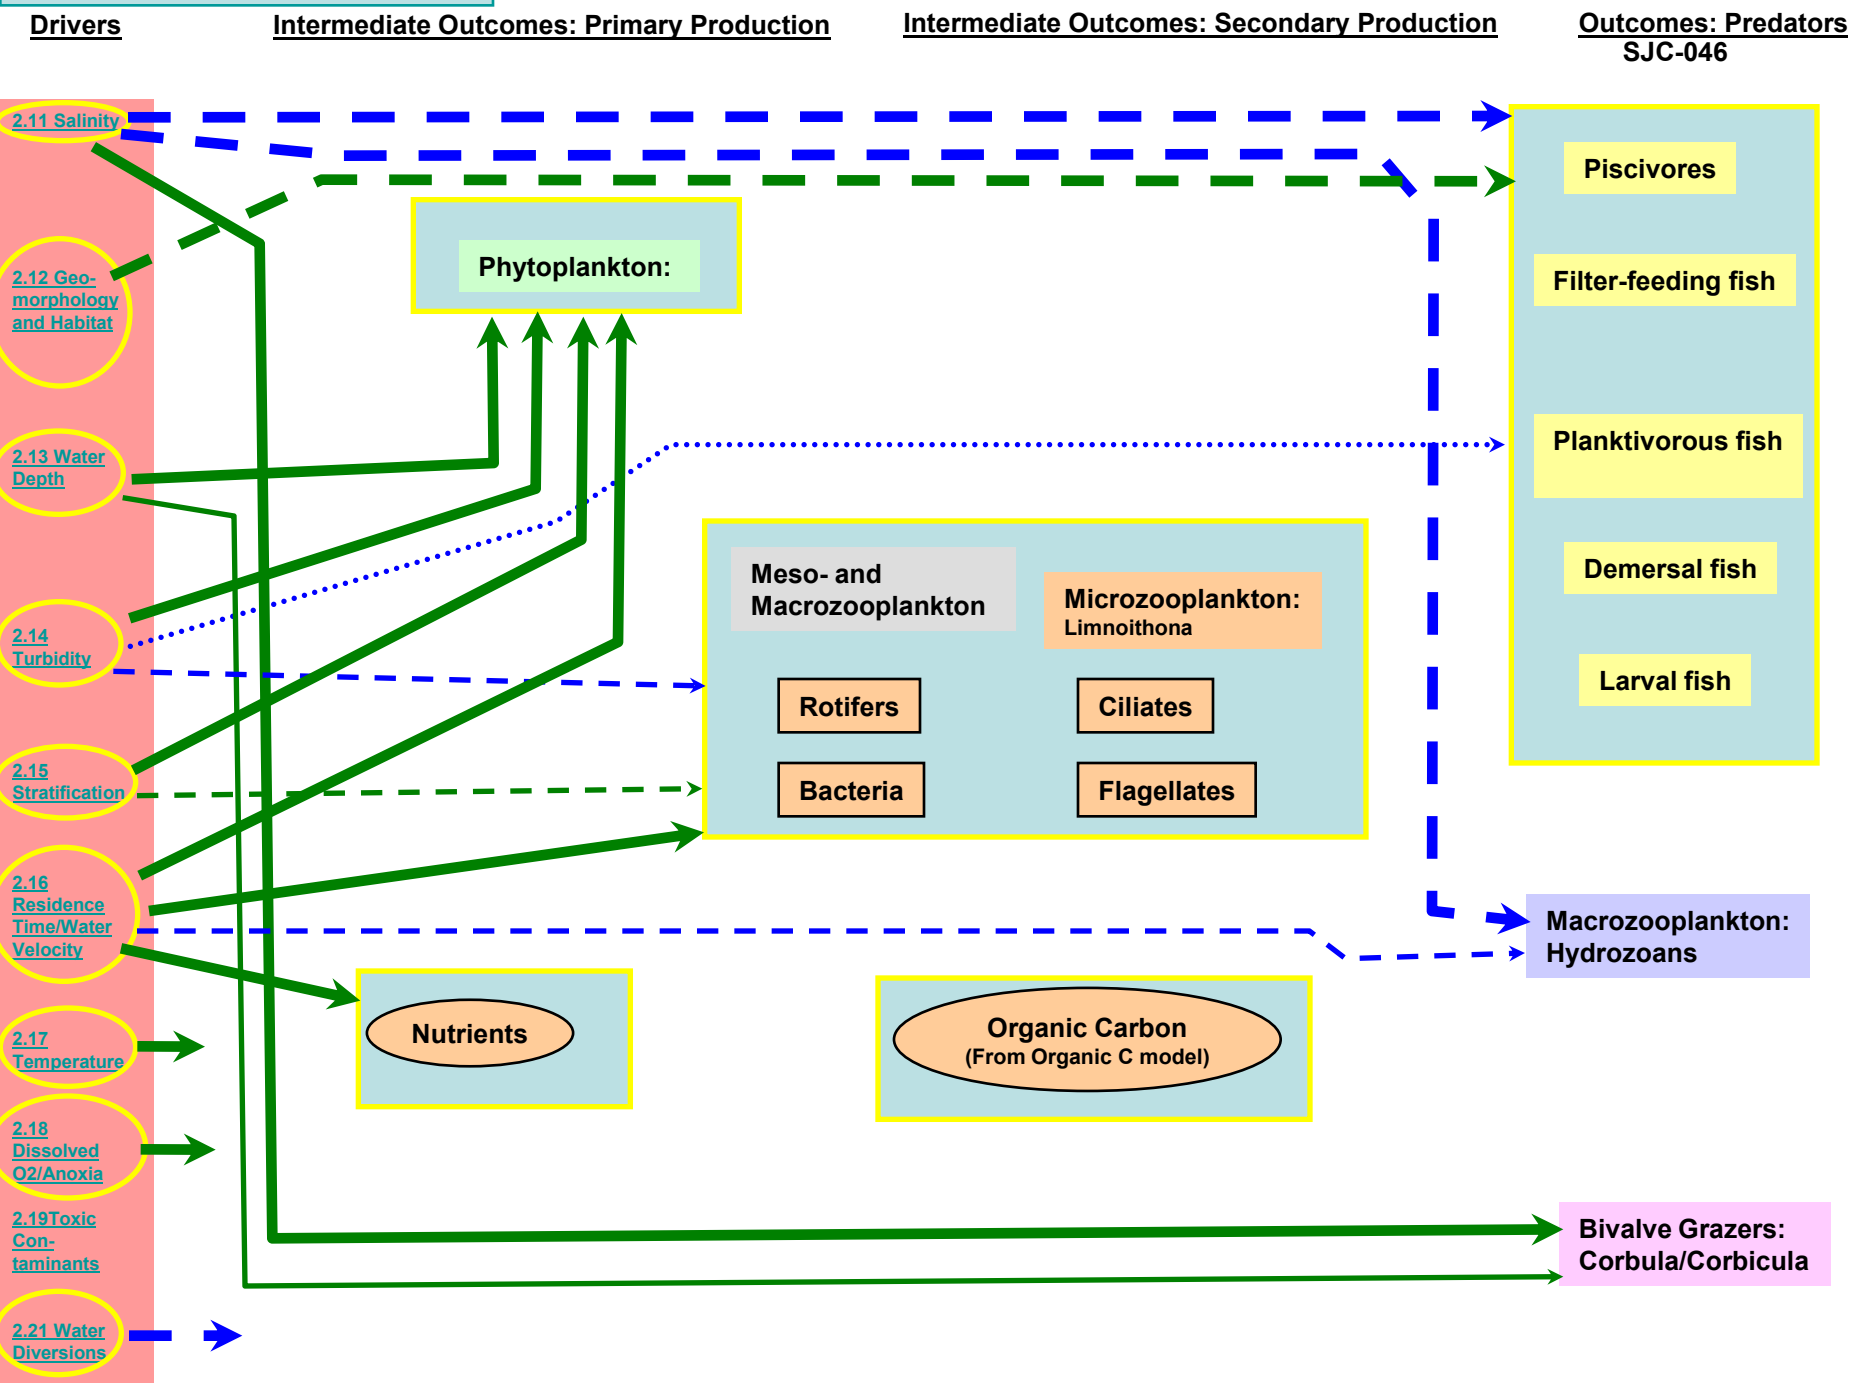 Drivers
Intermediate Outcomes: Primary Production
Intermediate Outcomes: Secondary Production
Outcomes: Predators
SJC-046
2.11 Salinity
2.12 Geo-
morphology
and Habitat
2.13 Water
Depth
2.14
Turbidity
2.15
Stratification
2.16
Residence
Time/Water
Velocity
2.17
Temperature
2.18
Dissolved
O2/Anoxia
2.19Toxic
Con-
taminants
2.21 Water
Diversions
Phytoplankton:
Nutrients
Meso- and
Macrozooplankton
Microzooplankton:
Limnoithona
Rotifers
Ciliates
Bacteria
Flagellates
Organic Carbon
(From Organic C model)
Piscivores
Filter-feeding fish
Planktivorous fish
Demersal fish
Larval fish
Macrozooplankton:
Hydrozoans
Bivalve Grazers:
Corbula/Corbicula